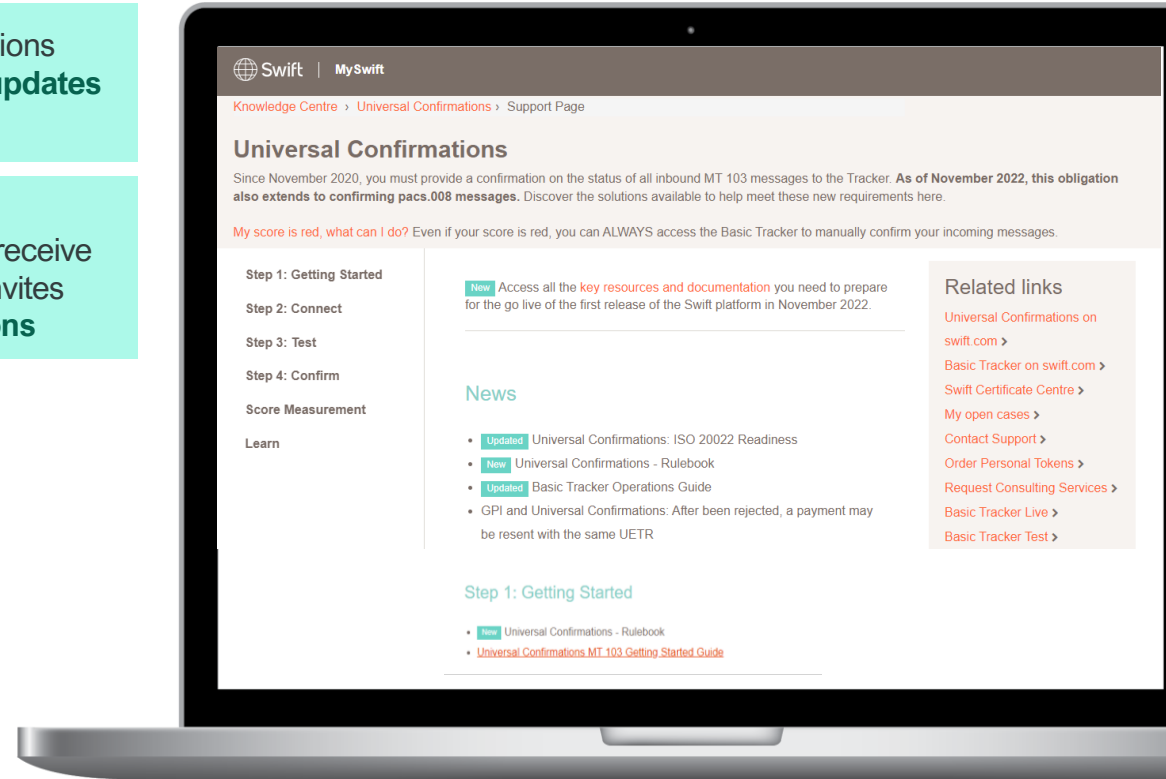 ions
updates
receive
nvites
ons
Swift | MySwift
Knowledge Centre › Universal Confirmations › Support Page
Universal Confirmations
Since November 2020, you must provide a confirmation on the status of all inbound MT 103 messages to the Tracker. As of November 2022, this obligation
also extends to confirming pacs.008 messages. Discover the solutions available to help meet these new requirements here.
My score is red, what can I do? Even if your score is red, you can ALWAYS access the Basic Tracker to manually confirm your incoming messages.
Step 1: Getting Started
Step 2: Connect
Step 3: Test
Step 4: Confirm
Score Measurement
Learn
New Access all the key resources and documentation you need to prepare
for the go live of the first release of the Swift platform in November 2022.
News
• Updated Universal Confirmations: ISO 20022 Readiness
• New Universal Confirmations - Rulebook
• Updated Basic Tracker Operations Guide
• GPI and Universal Confirmations: After been rejected, a payment may
be resent with the same UETR
Step 1: Getting Started
• New Universal Confirmations - Rulebook
• Universal Confirmations MT 103 Getting Started Guide
Related links
Universal Confirmations on
swift.com ›
Basic Tracker on swift.com ›
Swift Certificate Centre ›
My open cases ›
Contact Support ›
Order Personal Tokens ›
Request Consulting Services ›
Basic Tracker Live ›
Basic Tracker Test ›